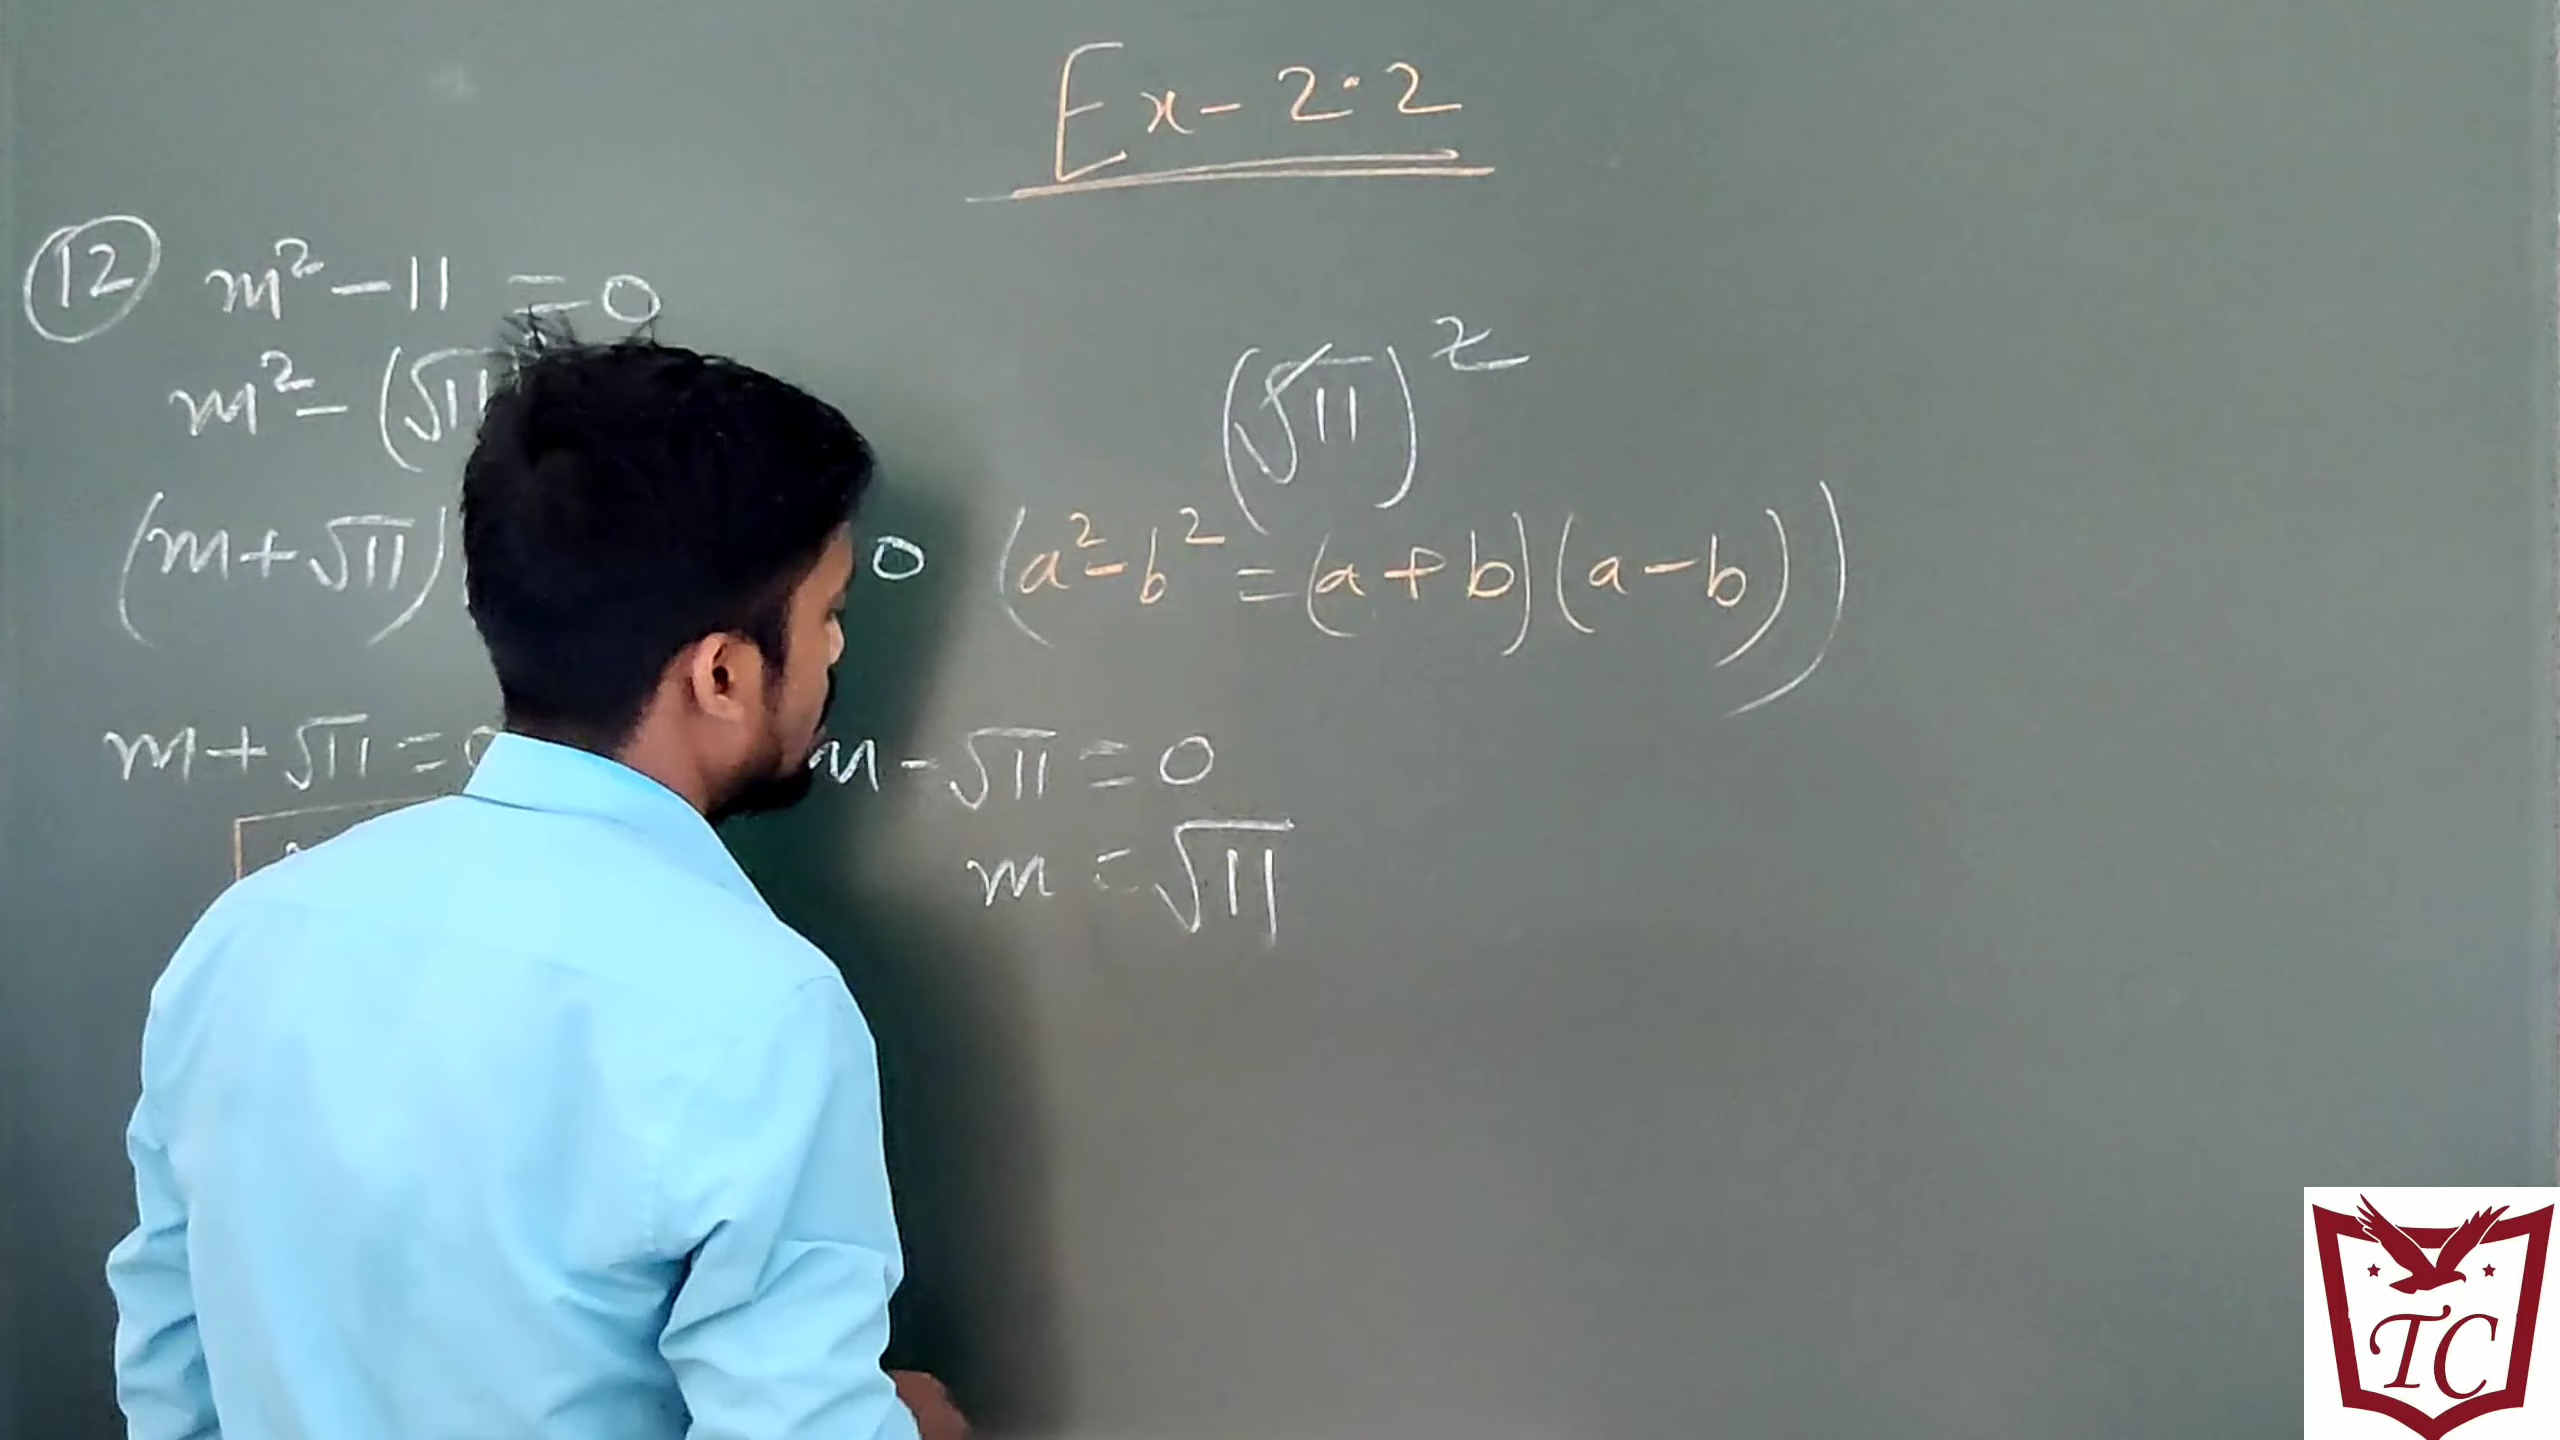 Ex - 2.2
(12) m² - 11 = 0
m² - (√11
(√11)²
(m + √11) 0 (a² - b² = (a + b)(a - b))
m + √11 = m - √11 = 0
m = √11
TC